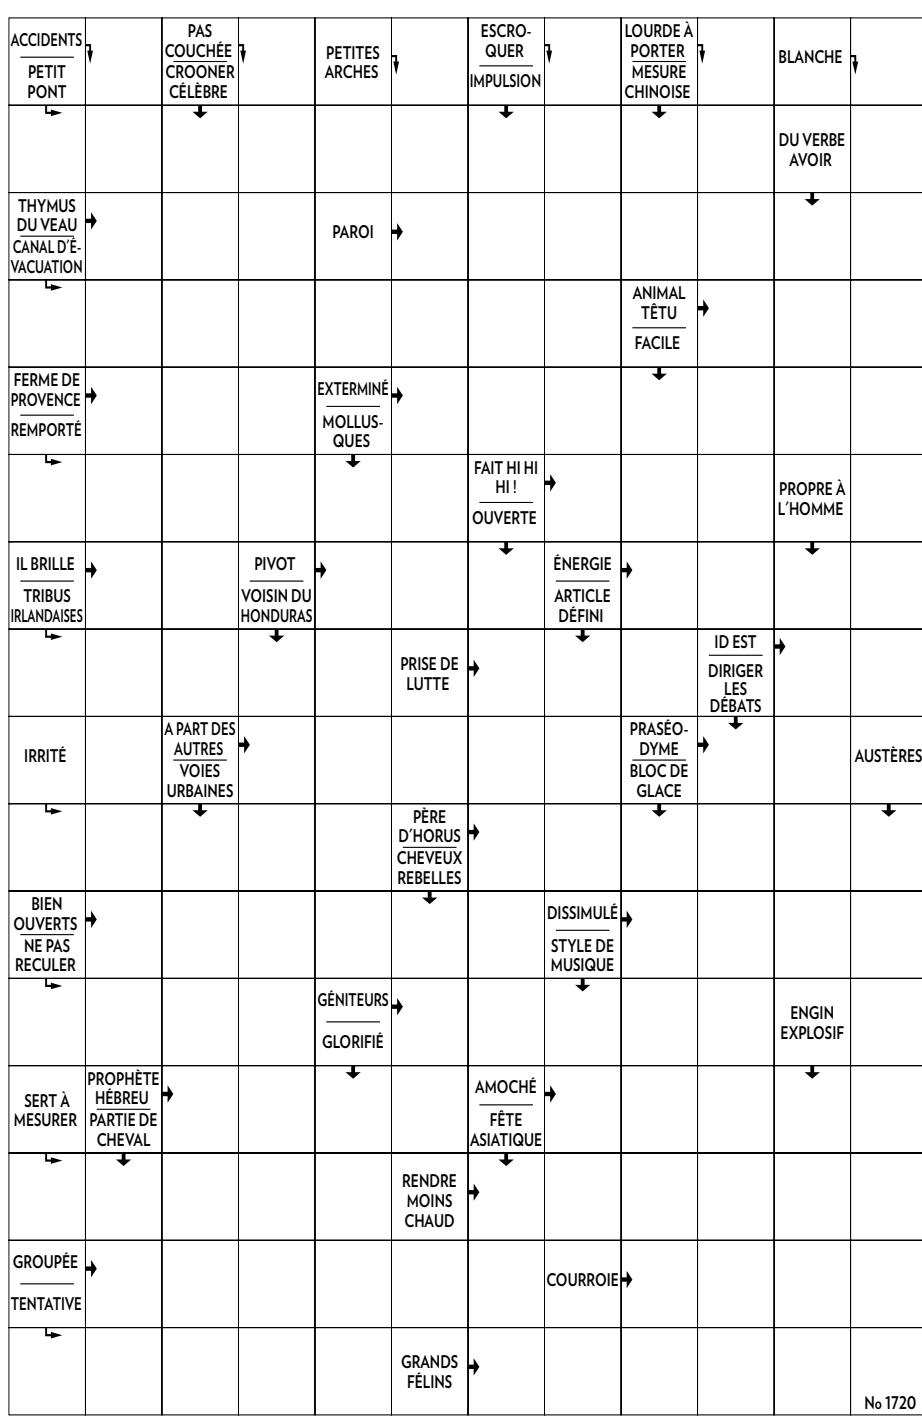 ACCIDENTS
PETIT
PONT
PAS
COUCHÉE
CROONER
CÉLÈBRE
PETITES
ARCHES
ESCRO-
QUER
IMPULSION
LOURDE À
PORTER
MESURE
CHINOISE
BLANCHE
DU VERBE
AVOIR
THYMUS
DU VEAU
CANAL D'É-
VACUATION
PAROI
ANIMAL
TÊTU
FACILE
FERME DE
PROVENCE
REMPORTÉ
EXTERMINÉ
MOLLUS-
QUES
FAIT HI HI
HI !
OUVERTE
PROPRE À
L'HOMME
IL BRILLE
TRIBUS
IRLANDAISES
PIVOT
VOISIN DU
HONDURAS
ÉNERGIE
ARTICLE
DÉFINI
PRISE DE
LUTTE
ID EST
DIRIGER
LES
DÉBATS
IRRITÉ
A PART DES
AUTRES
VOIES
URBAINES
PRASÉO-
DYME
BLOC DE
GLACE
AUSTÈRES
PÈRE
D'HORUS
CHEVEUX
REBELLES
BIEN
OUVERTS
NE PAS
RECULER
DISSIMULÉ
STYLE DE
MUSIQUE
GÉNITEURS
GLORIFIÉ
ENGIN
EXPLOSIF
SERT À
MESURER
PROPHÈTE
HÉBREU
PARTIE DE
CHEVAL
AMOCHÉ
FÊTE
ASIATIQUE
RENDRE
MOINS
CHAUD
GROUPÉE
TENTATIVE
COURROIE
GRANDS
FÉLINS
No 1720